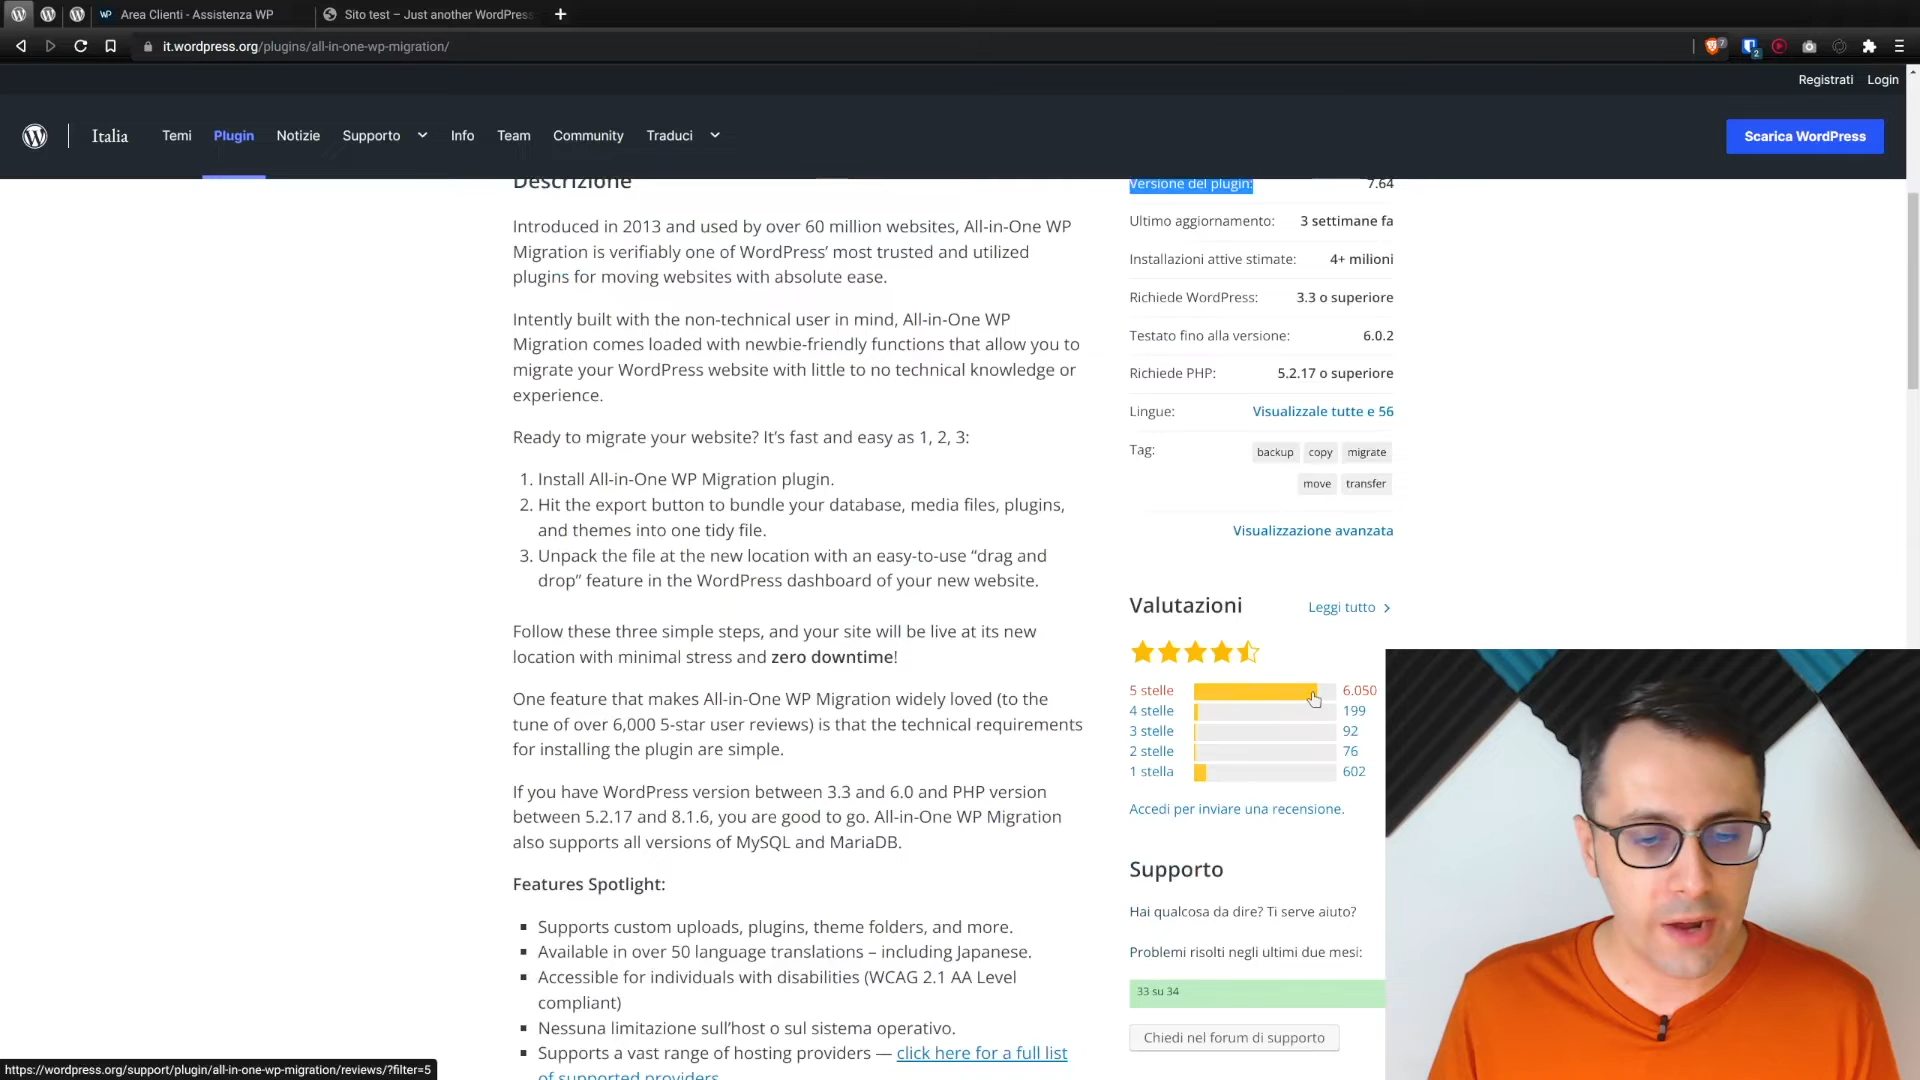 Area Clienti - Assistenza WP
Sito test – Just another WordPress
it.wordpress.org/plugins/all-in-one-wp-migration/
7
2
Registrati Login
Italia Temi Plugin Notizie Supporto Info Team Community Traduci Scarica WordPress
Descrizione
Introduced in 2013 and used by over 60 million websites, All-in-One WP
Migration is verifiably one of WordPress’ most trusted and utilized
plugins for moving websites with absolute ease.
Intently built with the non-technical user in mind, All-in-One WP
Migration comes loaded with newbie-friendly functions that allow you to
migrate your WordPress website with little to no technical knowledge or
experience.
Ready to migrate your website? It’s fast and easy as 1, 2, 3:
1. Install All-in-One WP Migration plugin.
2. Hit the export button to bundle your database, media files, plugins,
and themes into one tidy file.
3. Unpack the file at the new location with an easy-to-use “drag and
drop” feature in the WordPress dashboard of your new website.
Follow these three simple steps, and your site will be live at its new
location with minimal stress and zero downtime!
One feature that makes All-in-One WP Migration widely loved (to the
tune of over 6,000 5-star user reviews) is that the technical requirements
for installing the plugin are simple.
If you have WordPress version between 3.3 and 6.0 and PHP version
between 5.2.17 and 8.1.6, you are good to go. All-in-One WP Migration
also supports all versions of MySQL and MariaDB.
Features Spotlight:
Supports custom uploads, plugins, theme folders, and more.
Available in over 50 language translations – including Japanese.
Accessible for individuals with disabilities (WCAG 2.1 AA Level
compliant)
Nessuna limitazione sull’host o sul sistema operativo.
Supports a vast range of hosting providers — click here for a full list
of supported providers
Versione del plugin: 7.64
Ultimo aggiornamento: 3 settimane fa
Installazioni attive stimate: 4+ milioni
Richiede WordPress: 3.3 o superiore
Testato fino alla versione: 6.0.2
Richiede PHP: 5.2.17 o superiore
Lingue: Visualizzale tutte e 56
Tag: backup copy migrate
move transfer
Visualizzazione avanzata
Valutazioni Leggi tutto
5 stelle 6.050
4 stelle 199
3 stelle 92
2 stelle 76
1 stella 602
Accedi per inviare una recensione.
Supporto
Hai qualcosa da dire? Ti serve aiuto?
Problemi risolti negli ultimi due mesi:
33 su 34
Chiedi nel forum di supporto
https://wordpress.org/support/plugin/all-in-one-wp-migration/reviews/?filter=5